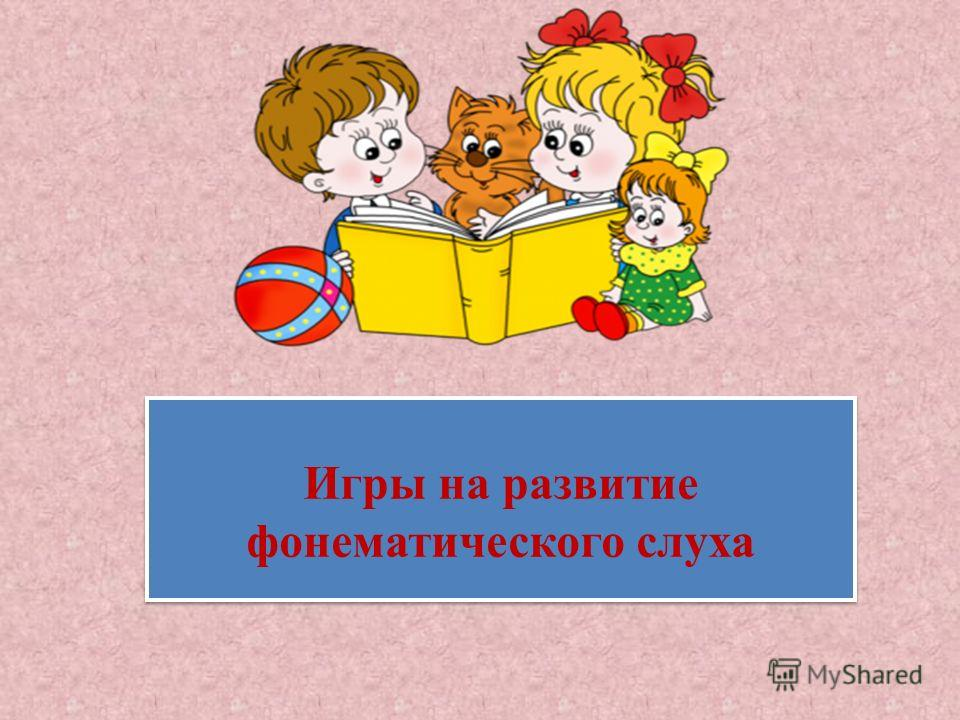 Игры на развитие
фонематического слуха
MyShared